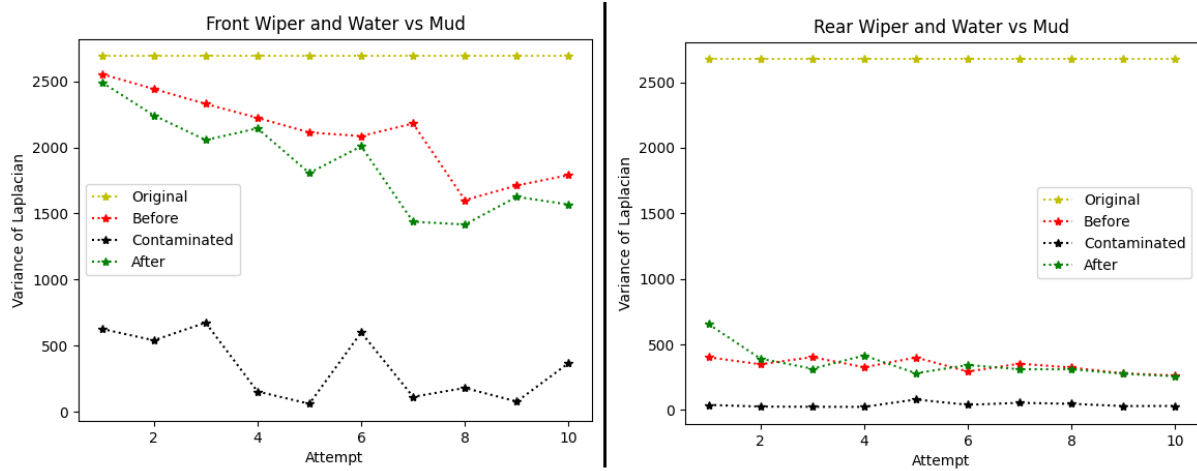 Front Wiper and Water vs Mud
Variance of Laplacian
2500
2000
1500
1000
500
0
Original
Before
Contaminated
After
2 4 6 8 10
Attempt
Rear Wiper and Water vs Mud
Variance of Laplacian
2500
2000
1500
1000
500
0
Original
Before
Contaminated
After
2 4 6 8 10
Attempt